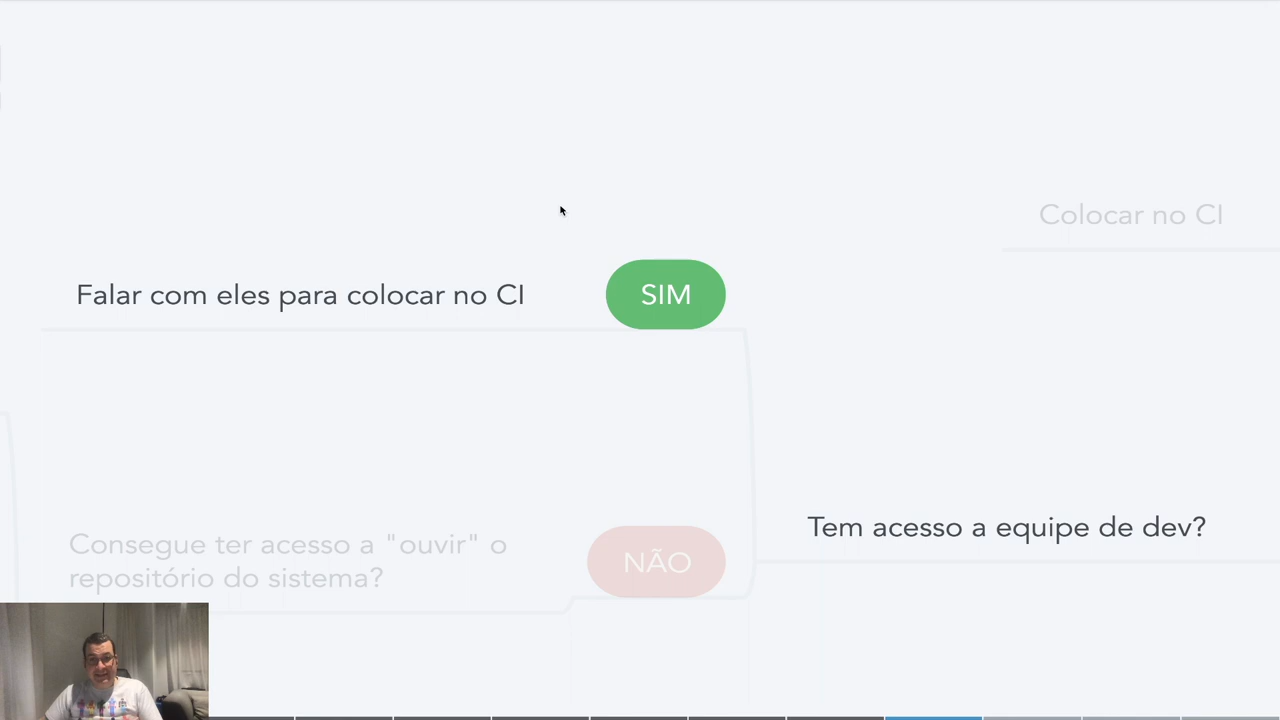 Colocar no CI
Falar com eles para colocar no CI
SIM
Tem acesso a equipe de dev?
Consegue ter acesso a "ouvir" o
repositório do sistema?
NÃO